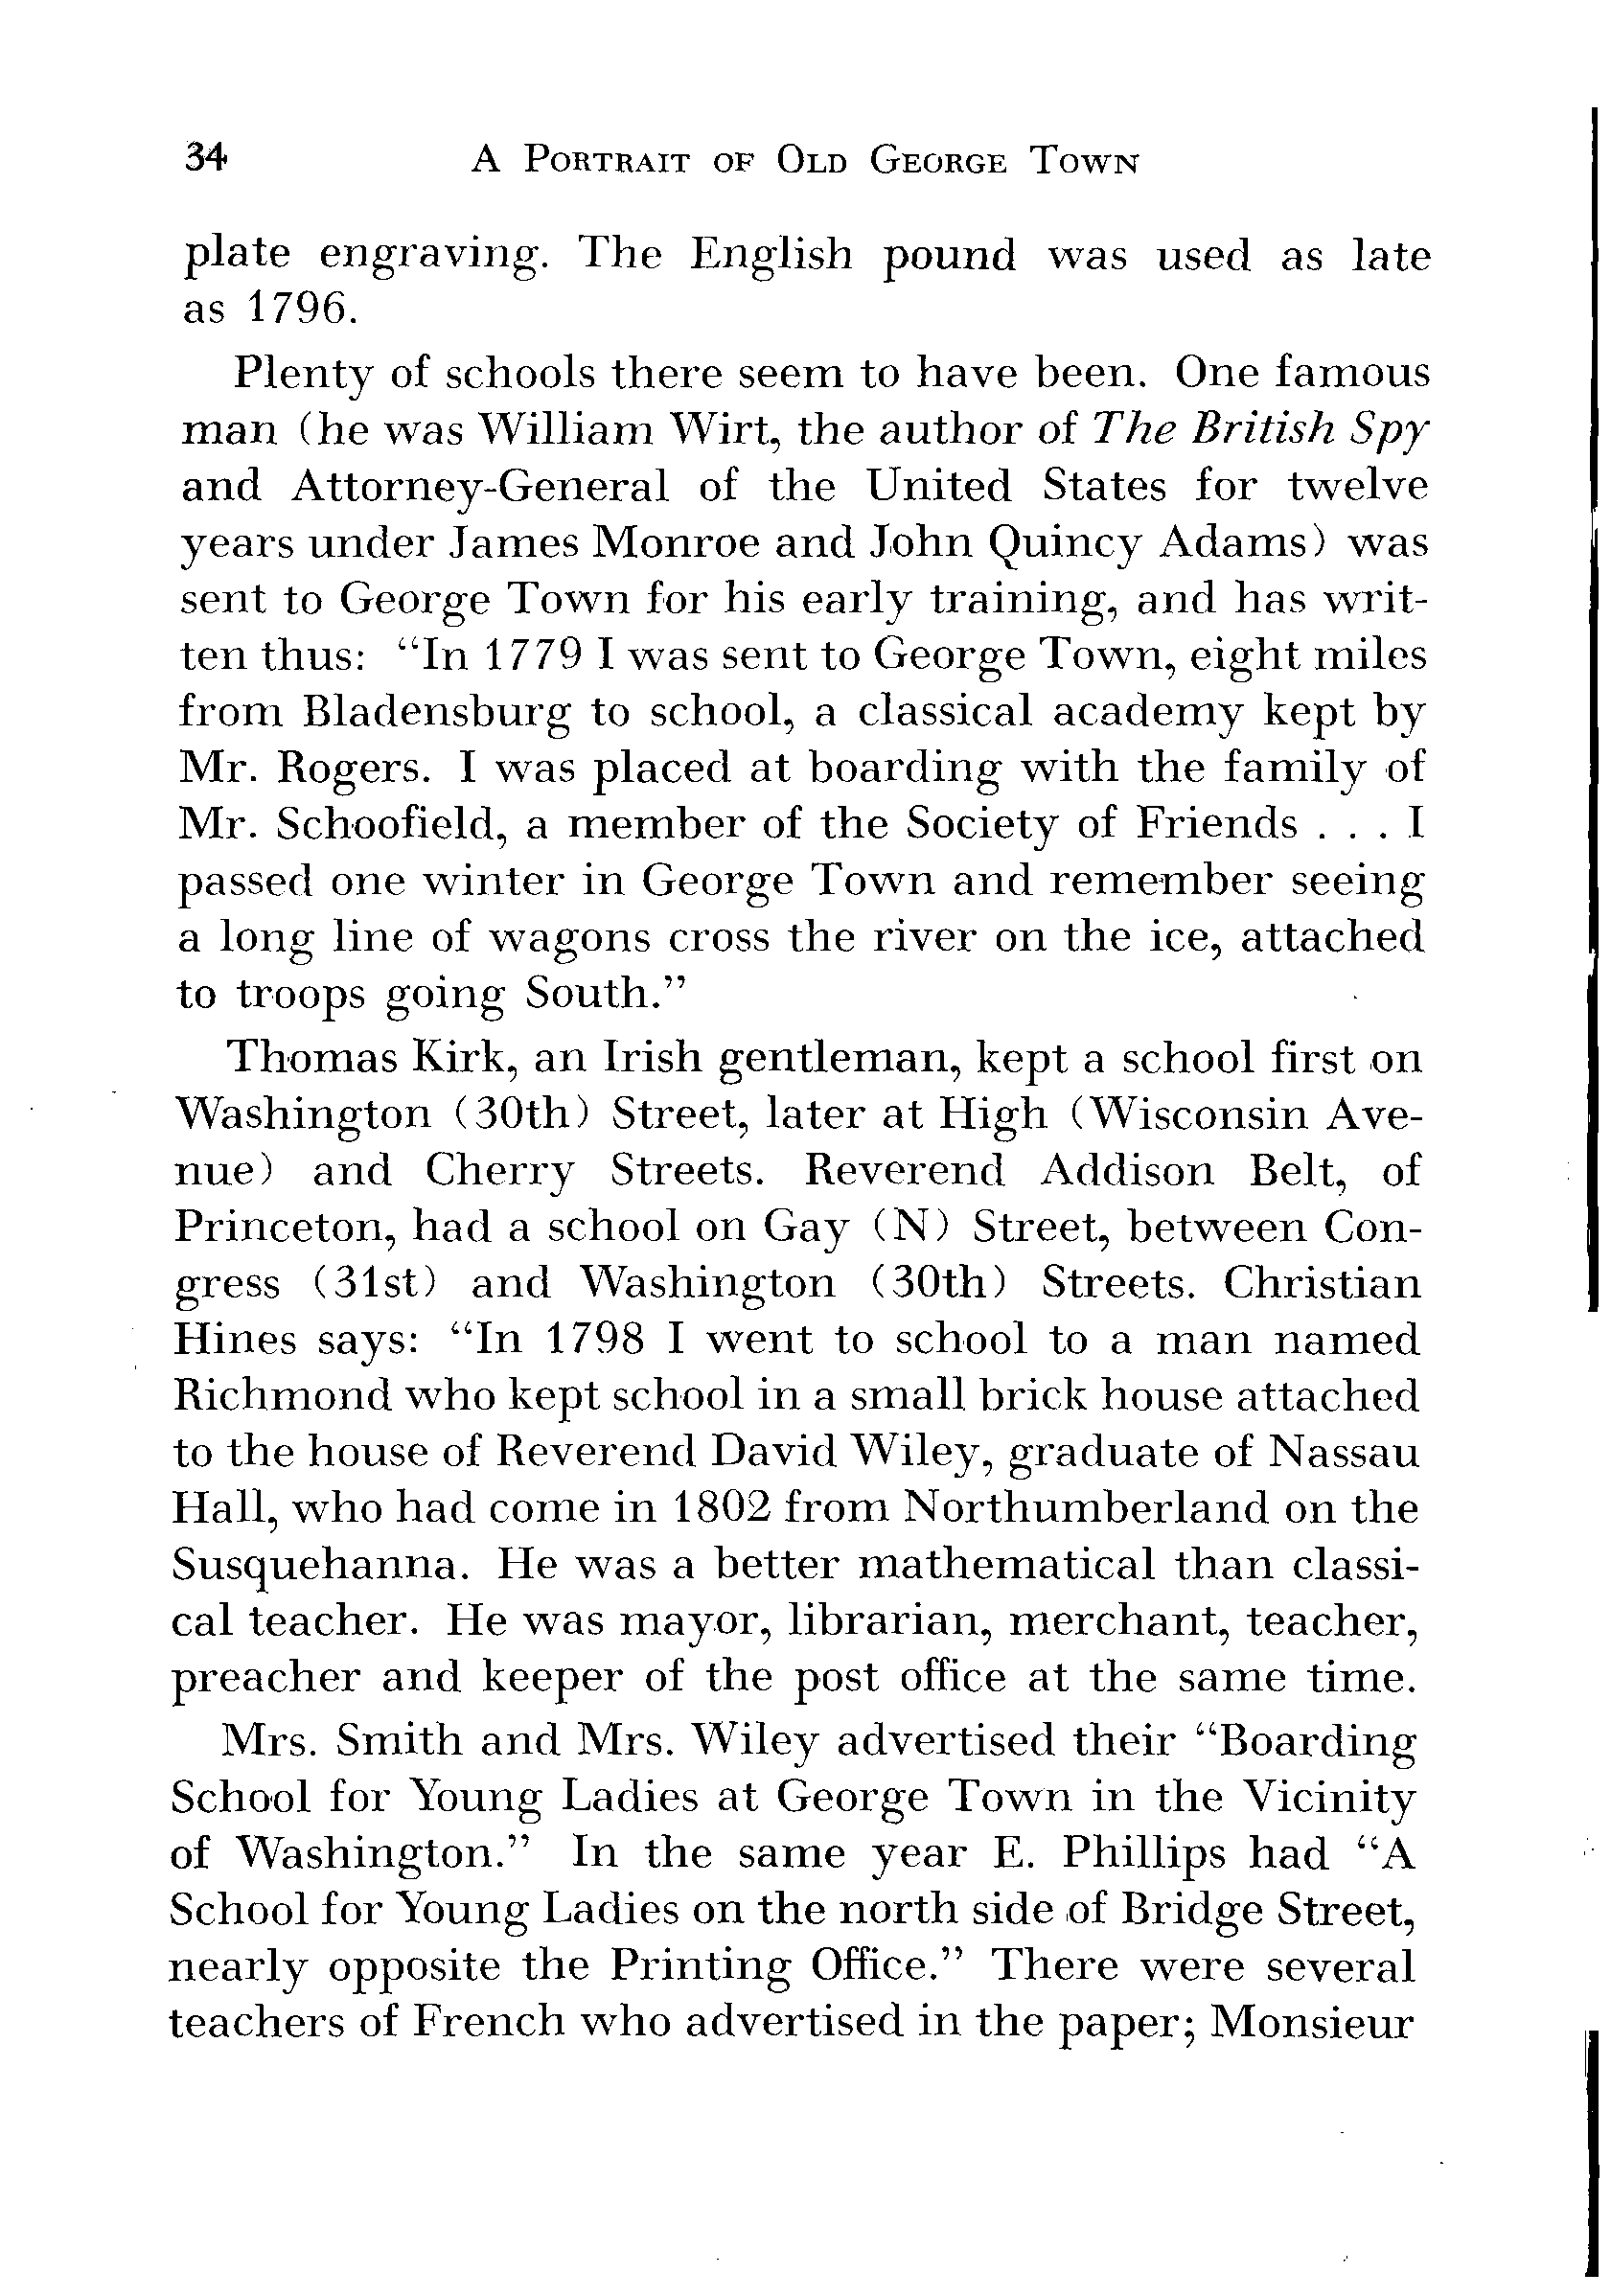 34 A Portrait of Old George Town
plate engraving. The English pound was used as late
as 1796.
Plenty of schools there seem to have been. One famous
man (he was William Wirt, the author of The British Spy
and Attorney-General of the United States for twelve
years under James Monroe and John Quincy Adams) was
sent to George Town for his early training, and has writ-
ten thus: “In 1779 I was sent to George Town, eight miles
from Bladensburg to school, a classical academy kept by
Mr. Rogers. I was placed at boarding with the family of
Mr. Schoofield, a member of the Society of Friends . . . I
passed one winter in George Town and remember seeing
a long line of wagons cross the river on the ice, attached
to troops going South.”
Thomas Kirk, an Irish gentleman, kept a school first on
Washington (30th) Street, later at High (Wisconsin Ave-
nue) and Cherry Streets. Reverend Addison Belt, of
Princeton, had a school on Gay (N) Street, between Con-
gress (31st) and Washington (30th) Streets. Christian
Hines says: “In 1798 I went to school to a man named
Richmond who kept school in a small brick house attached
to the house of Reverend David Wiley, graduate of Nassau
Hall, who had come in 1802 from Northumberland on the
Susquehanna. He was a better mathematical than classi-
cal teacher. He was mayor, librarian, merchant, teacher,
preacher and keeper of the post office at the same time.
Mrs. Smith and Mrs. Wiley advertised their “Boarding
School for Young Ladies at George Town in the Vicinity
of Washington.” In the same year E. Phillips had “A
School for Young Ladies on the north side of Bridge Street,
nearly opposite the Printing Office.” There were several
teachers of French who advertised in the paper; Monsieur